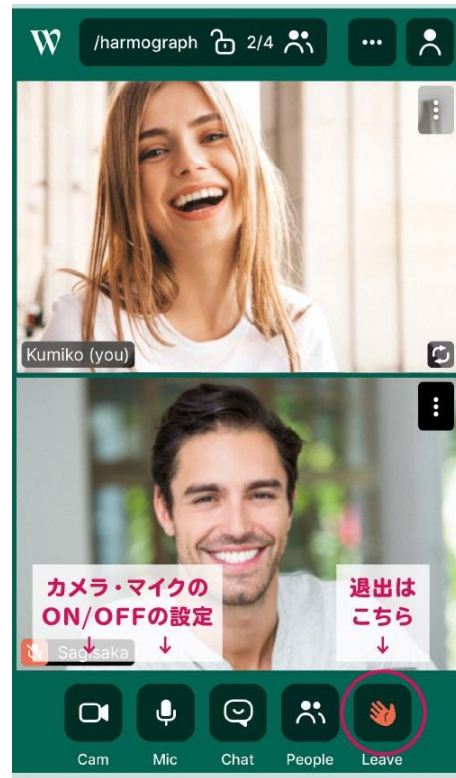 W /harmograph 2/4
Kumiko (you)
カメラ・マイクの
ON/OFFの設定
↓ ↓
退出は
こちら
↓
Sagisaka
Cam Mic Chat People Leave